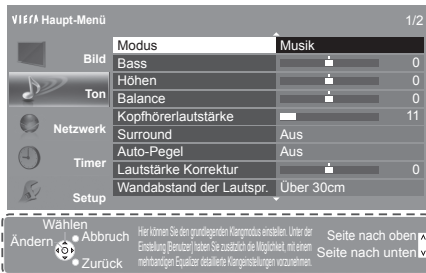 VIErA Haupt-Menü 1/2
Bild
Ton
Netzwerk
Timer
Setup
Modus Musik
Bass 0
Höhen 0
Balance 0
Kopfhörerlautstärke 11
Surround Aus
Auto-Pegel Aus
Lautstärke Korrektur 0
Wandabstand der Lautspr. Über 30cm
Wählen
Ändern
Abbruch
Zurück
Hier können Sie den grundlegenden Klangmodus einstellen. Unter der
Einstellung [Benutzer] haben Sie zusätzlich die Möglichkeit, mit einem
mehrbandigen Equalizer detaillierte Klangeinstellungen vorzunehmen.
Seite nach oben
Seite nach unten